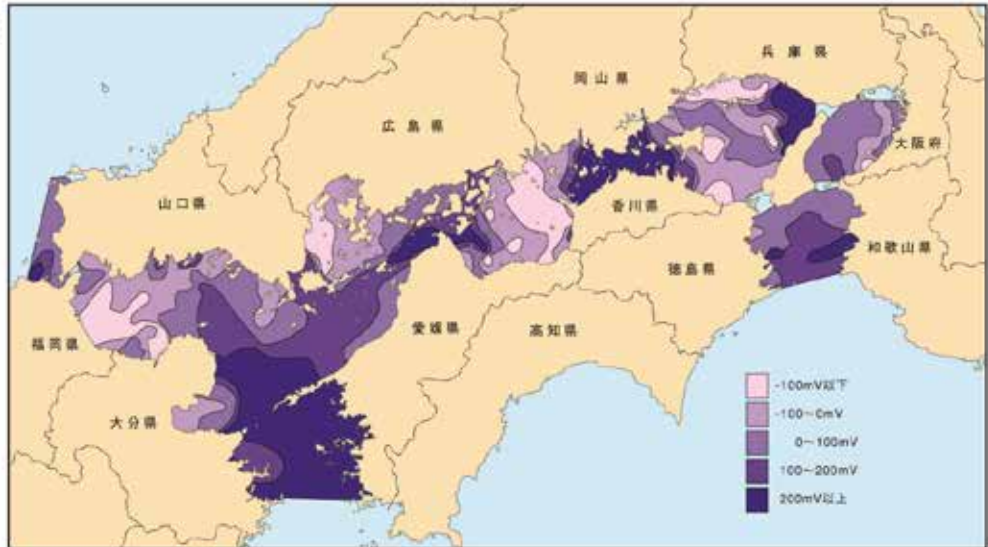 兵庫県
岡山県
広島県
大阪府
山口県
香川県
和歌山県
徳島県
愛媛県
高知県
福岡県
大分県
-100mV以下
-100～0mV
0～100mV
100～200mV
200mV以上